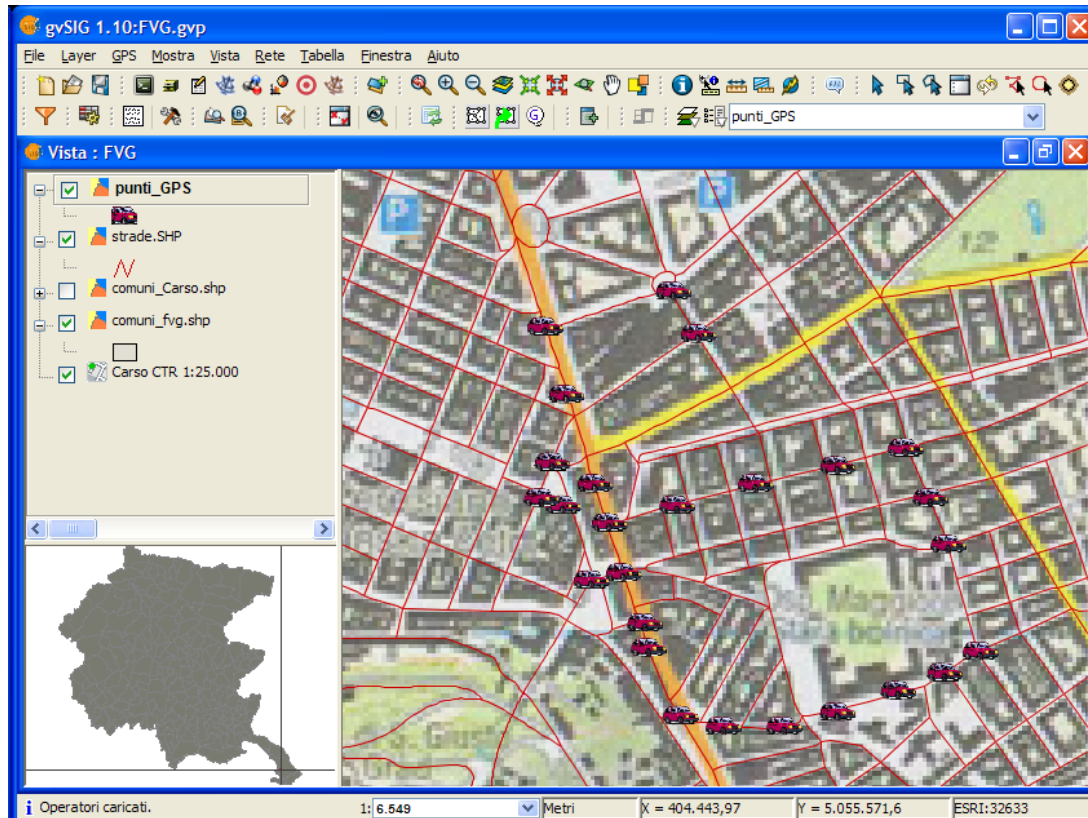 gvSIG 1.10:FVG.gvp
File Layer GPS Mostra Vista Rete Tabella Finestra Aiuto
punti_GPS
Vista : FVG
punti_GPS
strade.SHP
comuni_Carso.shp
comuni_fvg.shp
Carso CTR 1:25.000
P
P
12
Operatori caricati.
1: 6.549
Metri
X = 404.443,97
Y = 5.055.571,6
ESRI:32633